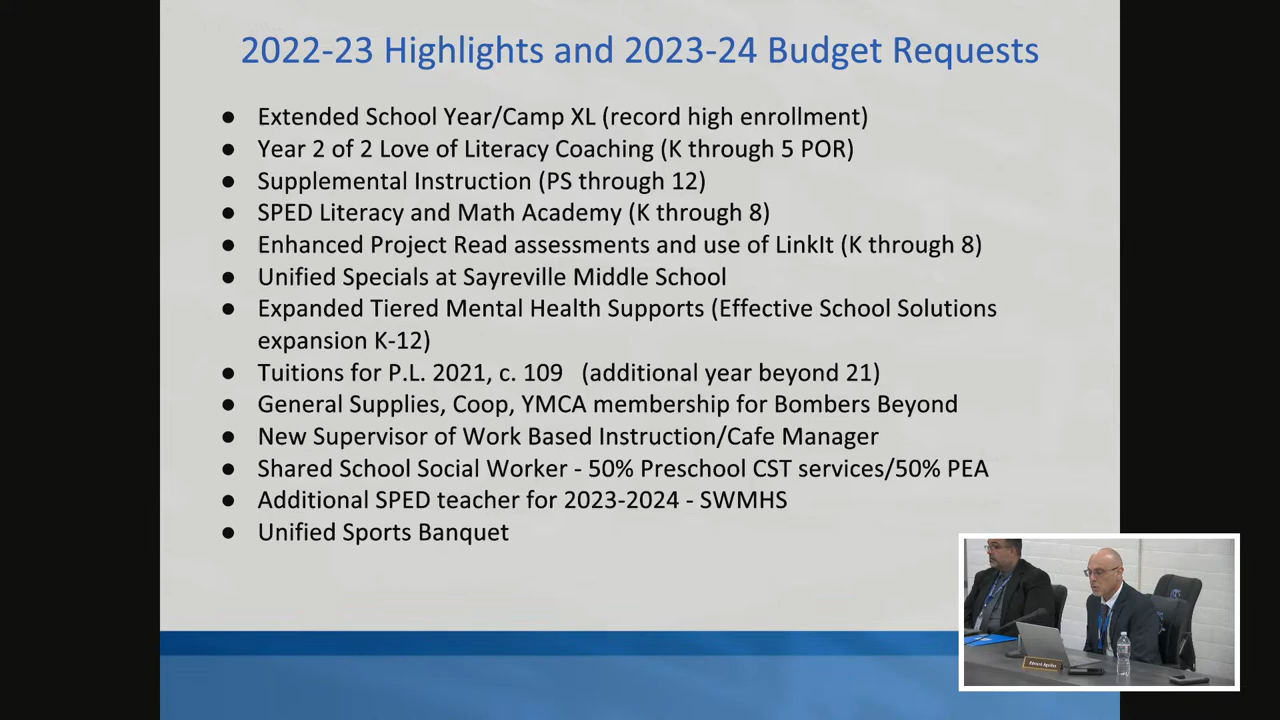 2022-23 Highlights and 2023-24 Budget Requests
● Extended School Year/Camp XL (record high enrollment)
● Year 2 of 2 Love of Literacy Coaching (K through 5 POR)
● Supplemental Instruction (PS through 12)
● SPED Literacy and Math Academy (K through 8)
● Enhanced Project Read assessments and use of LinkIt (K through 8)
● Unified Specials at Sayreville Middle School
● Expanded Tiered Mental Health Supports (Effective School Solutions
expansion K-12)
● Tuitions for P.L. 2021, c. 109   (additional year beyond 21)
● General Supplies, Coop, YMCA membership for Bombers Beyond
● New Supervisor of Work Based Instruction/Cafe Manager
● Shared School Social Worker - 50% Preschool CST services/50% PEA
● Additional SPED teacher for 2023-2024 - SWMHS
● Unified Sports Banquet